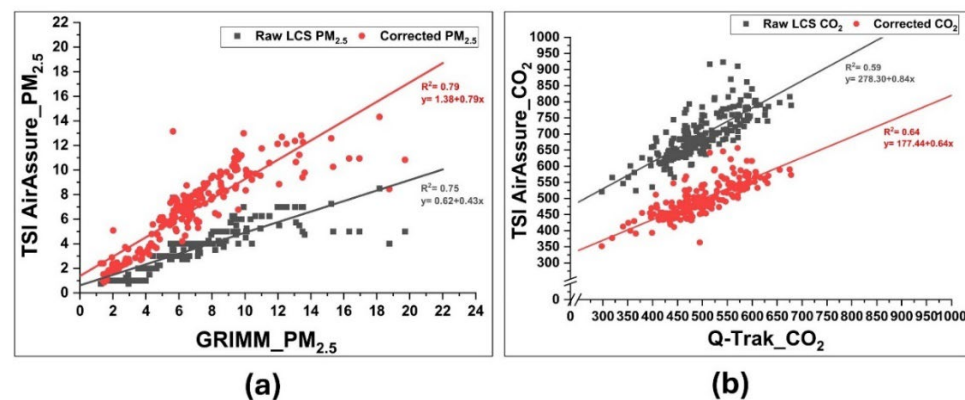 Raw LCS PM2.5 Corrected PM2.5
R2= 0.79
y= 1.38+0.79x
R2= 0.75
y= 0.62+0.43x
TSI AirAssure_PM2.5
22
20
18
16
14
12
10
8
6
4
2
0
0 2 4 6 8 10 12 14 16 18 20 22 24
GRIMM_PM2.5
(a)
Raw LCS CO2 Corrected CO2
R2= 0.59
y= 278.30+0.84x
R2= 0.64
y= 177.44+0.64x
TSI AirAssure_CO2
1000
950
900
850
800
750
700
650
600
550
500
450
400
350
300
0
0 300 350 400 450 500 550 600 650 700 750 800 850 900 950 1000
Q-Trak_CO2
(b)